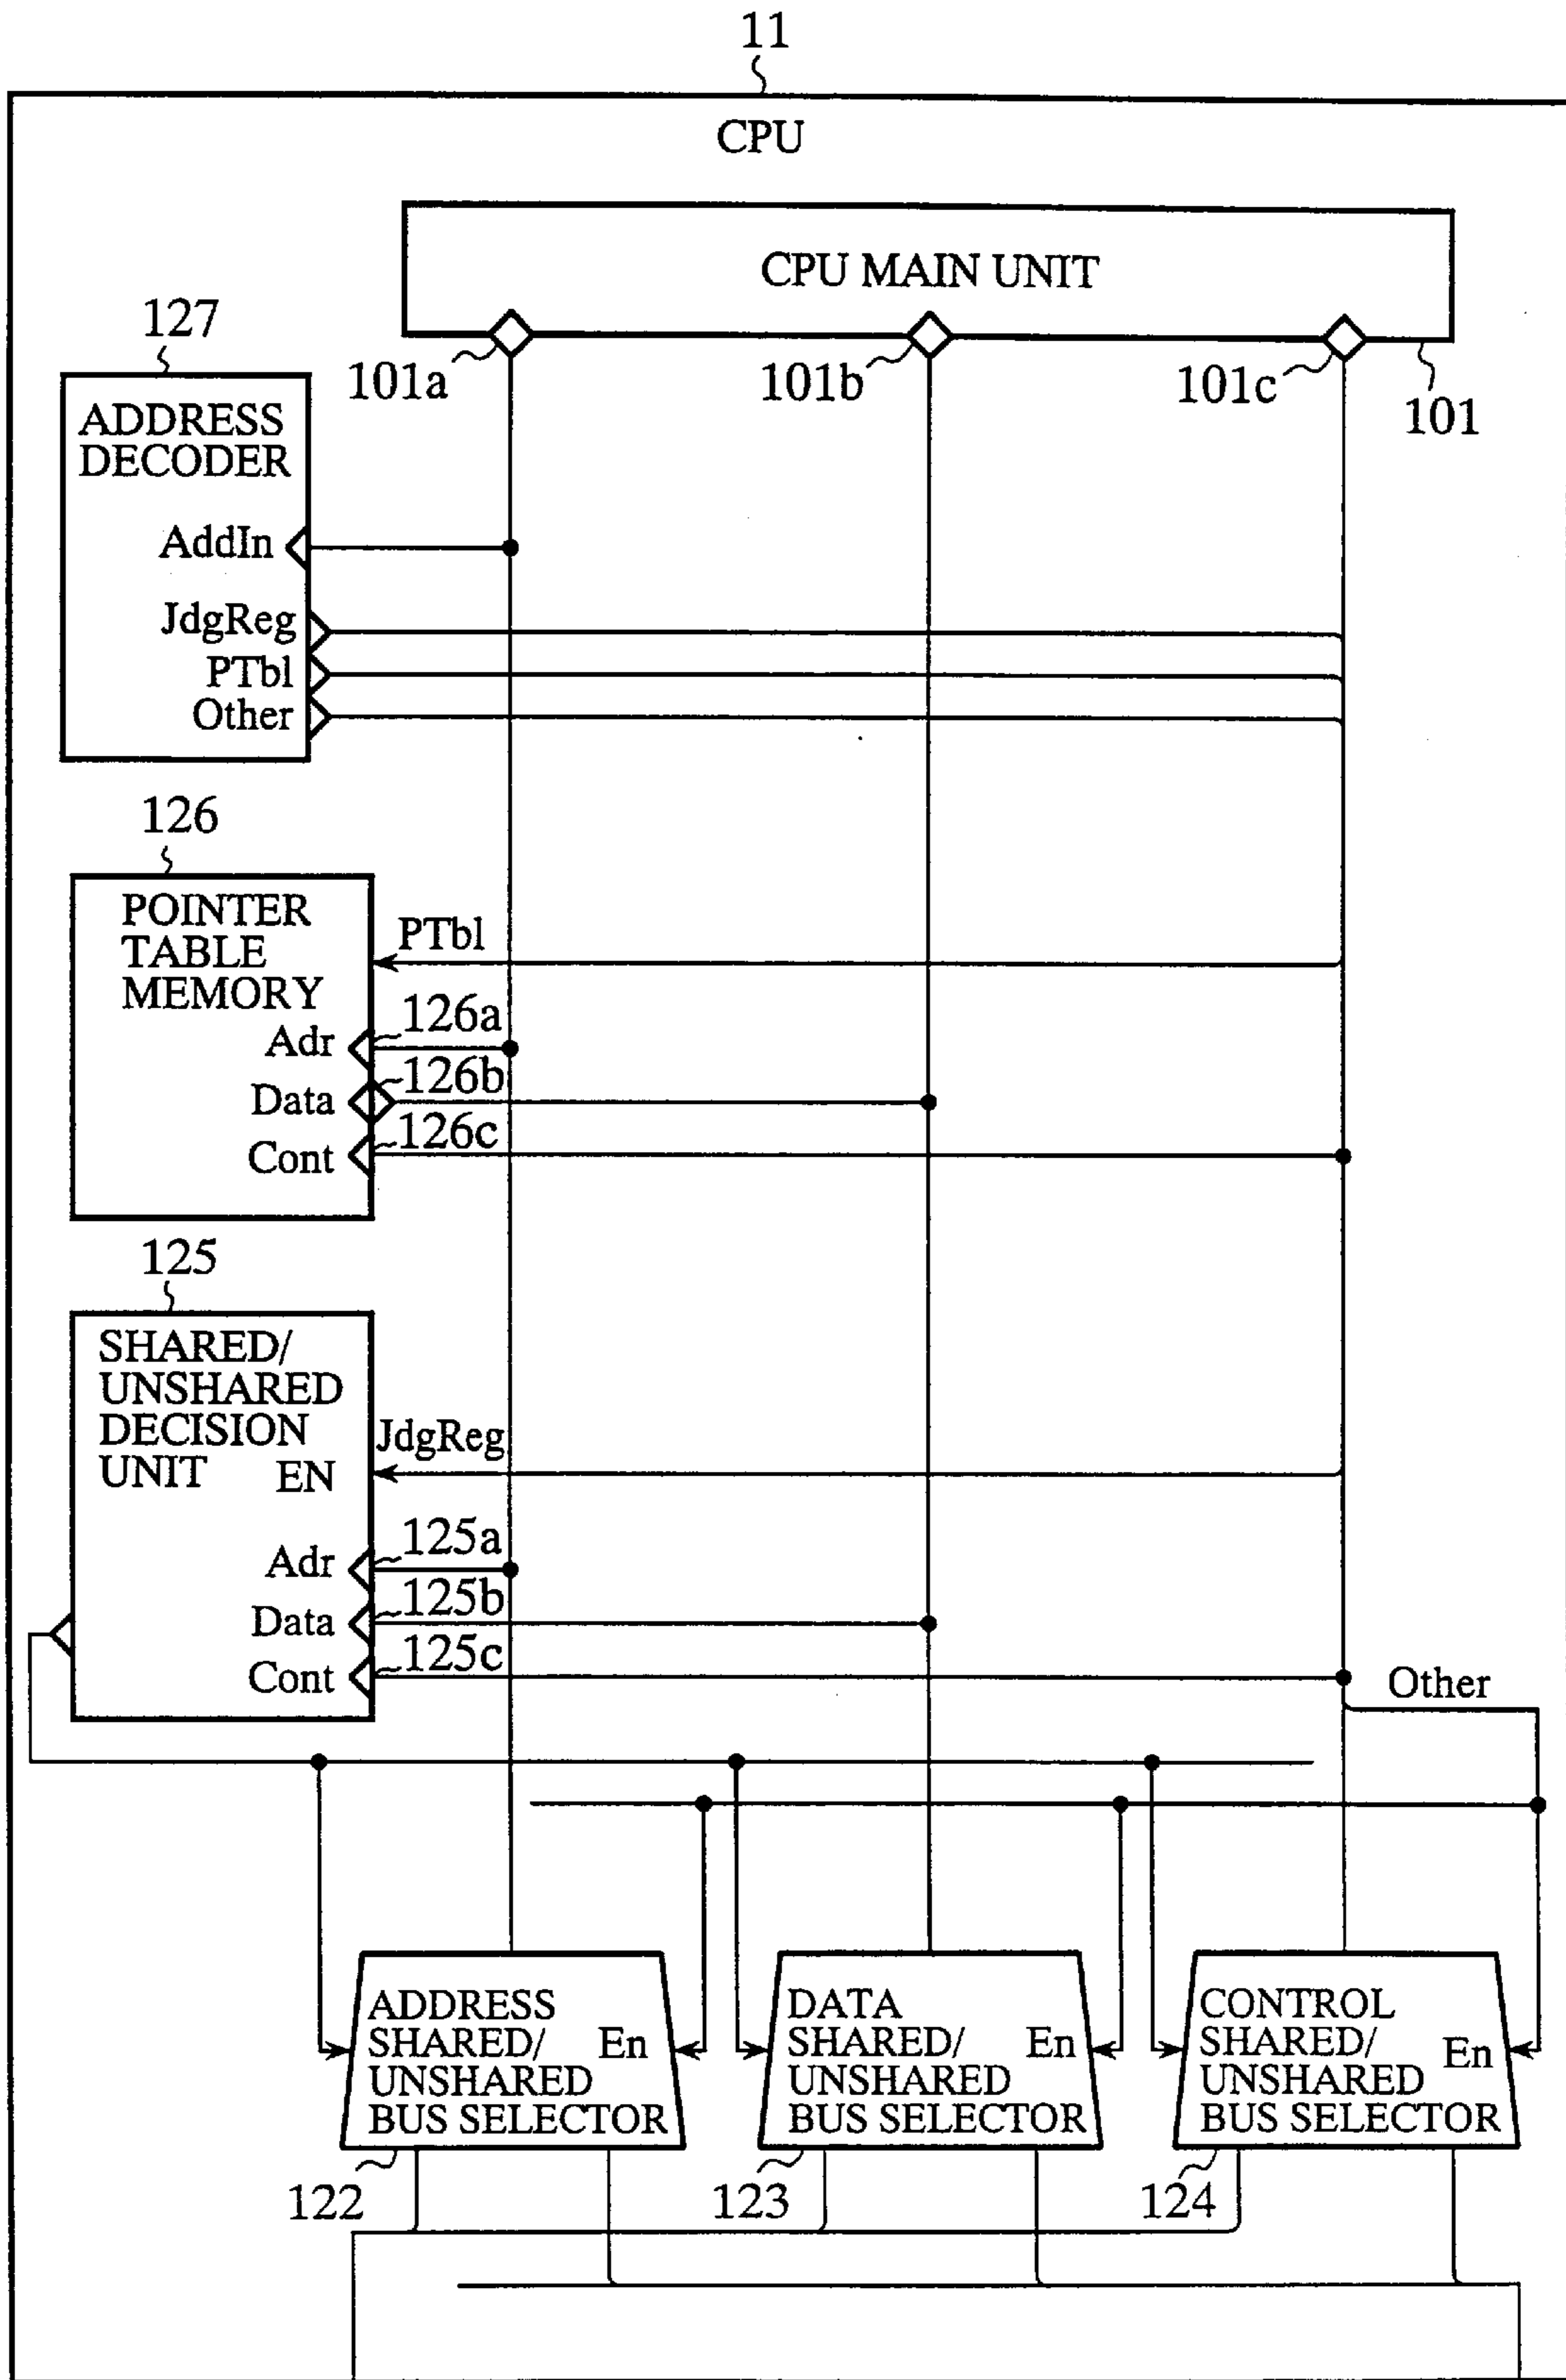 11
CPU
CPU MAIN UNIT
101a
101b
101c
101
127
ADDRESS
DECODER
AddIn
JdgReg
PTbl
Other
126
POINTER
TABLE
MEMORY
PTbl
Adr
126a
Data
126b
Cont
126c
125
SHARED/
UNSHARED
DECISION
UNIT EN
JdgReg
Adr
125a
Data
125b
Cont
125c
Other
ADDRESS
SHARED/
UNSHARED
BUS SELECTOR
En
DATA
SHARED/
UNSHARED
BUS SELECTOR
En
CONTROL
SHARED/
UNSHARED
BUS SELECTOR
En
122
123
124